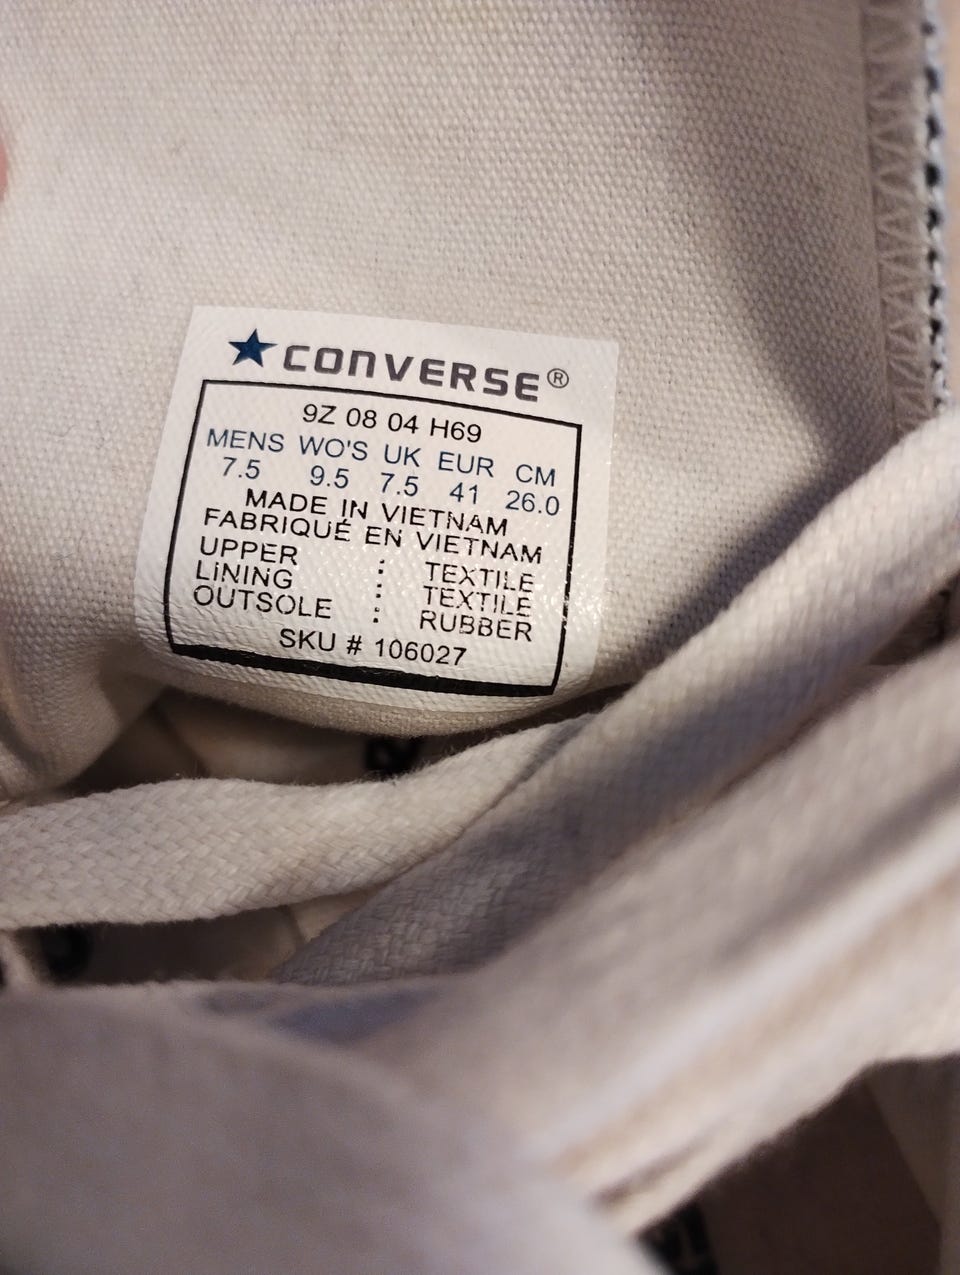 ★CONVERSE®
9Z 08 04 H69
MENS WO'S UK EUR CM
7.5 9.5 7.5 41 26.0
MADE IN VIETNAM
FABRIQUÉ EN VIETNAM
UPPER : TEXTILE
LINING : TEXTILE
OUTSOLE : RUBBER
SKU # 106027